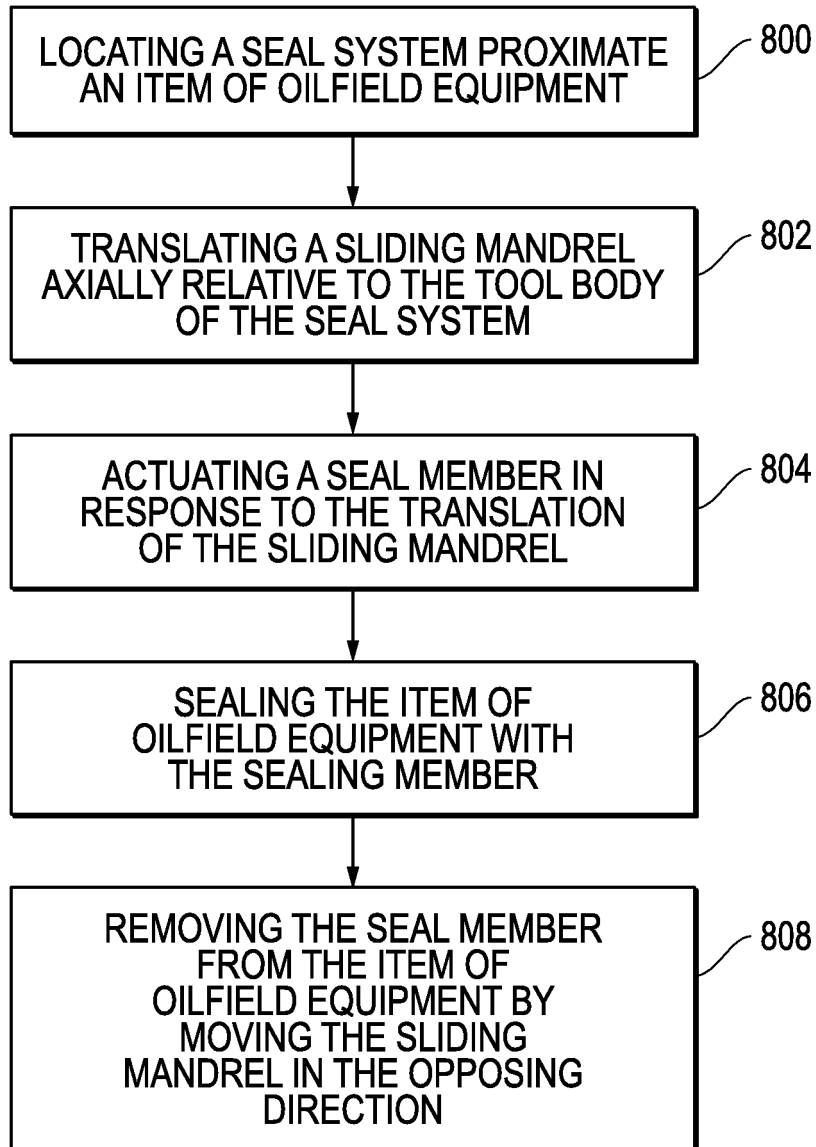 LOCATING A SEAL SYSTEM PROXIMATE
AN ITEM OF OILFIELD EQUIPMENT
800
TRANSLATING A SLIDING MANDREL
AXIALLY RELATIVE TO THE TOOL BODY
OF THE SEAL SYSTEM
802
ACTUATING A SEAL MEMBER IN
RESPONSE TO THE TRANSLATION
OF THE SLIDING MANDREL
804
SEALING THE ITEM OF
OILFIELD EQUIPMENT WITH
THE SEALING MEMBER
806
REMOVING THE SEAL MEMBER
FROM THE ITEM OF
OILFIELD EQUIPMENT BY
MOVING THE SLIDING
MANDREL IN THE OPPOSING
DIRECTION
808